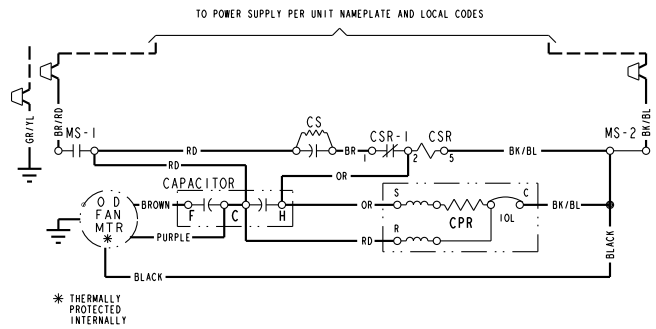 TO POWER SUPPLY PER UNIT NAMEPLATE AND LOCAL CODES
GR/YL
BR/RD
BK/BL
MS-1
RD
CS
BR
CSR-1
1
2
CSR
5
BK/BL
MS-2
RD
OR
CAPACITOR
O D
FAN
MTR
*
BROWN
F
C
H
OR
S
CPR
IOL
C
BK/BL
PURPLE
RD
R
BLACK
BLACK
* THERMALLY
PROTECTED
INTERNALLY